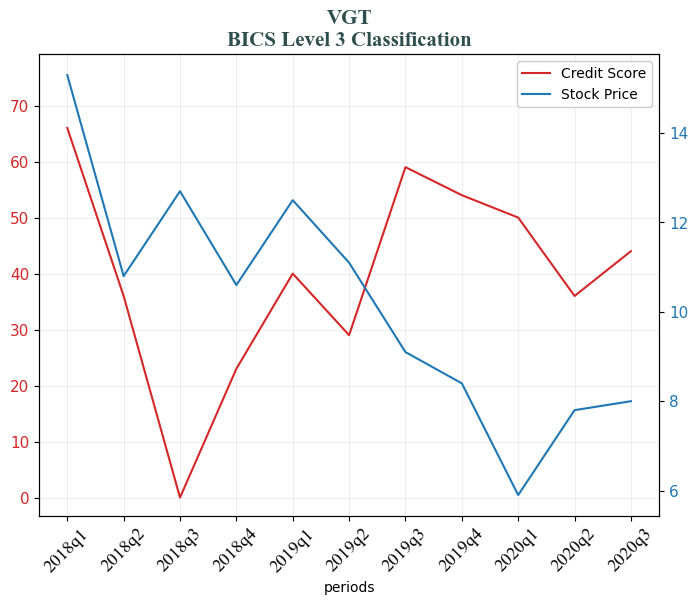 VGT
BICS Level 3 Classification
Credit Score
Stock Price
70
60
50
40
30
20
10
0
14
12
10
8
6
2018q1
2018q2
2018q3
2018q4
2019q1
2019q2
2019q3
2019q4
2020q1
2020q2
2020q3
periods